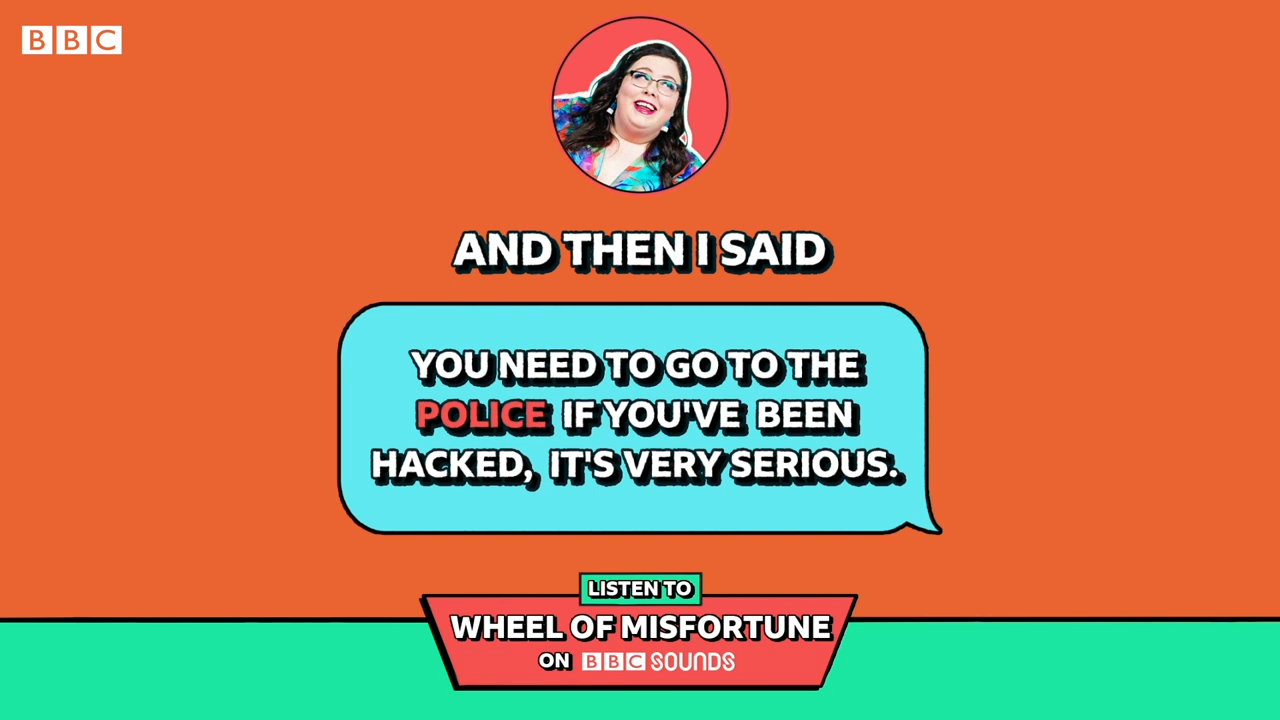 BBC
AND THEN I SAID
YOU NEED TO GO TO THE
POLICE IF YOU'VE BEEN
HACKED, IT'S VERY SERIOUS.
LISTEN TO
WHEEL OF MISFORTUNE
ON BBC SOUNDS